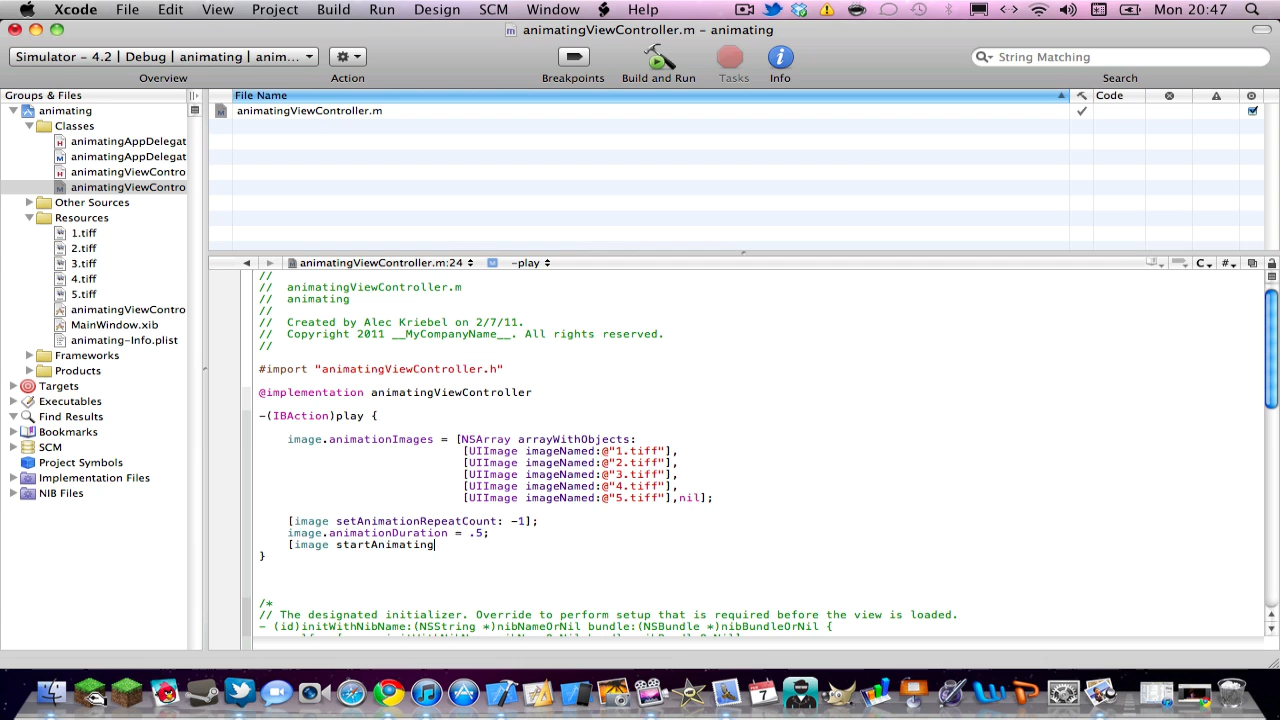 Xcode File Edit View Project Build Run Design SCM Window Help Mon 20:47
animatingViewController.m – animating
Simulator – 4.2 | Debug | animating | anim... String Matching
Overview Action Breakpoints Build and Run Tasks Info Search
Groups & Files File Name Code
animating animatingViewController.m
Classes
animatingAppDelegat
animatingAppDelegat
animatingViewContro
animatingViewContro
Other Sources
Resources
1.tiff
2.tiff
3.tiff
4.tiff
5.tiff
animatingViewContro
MainWindow.xib
animating-Info.plist
Frameworks
Products
Targets
Executables
Find Results
Bookmarks
SCM
Project Symbols
Implementation Files
NIB Files
animatingViewController.m:24 M -play C #
//
// animatingViewController.m
// animating
//
// Created by Alec Kriebel on 2/7/11.
// Copyright 2011 __MyCompanyName__. All rights reserved.
//
#import "animatingViewController.h"
@implementation animatingViewController
-(IBAction)play {
image.animationImages = [NSArray arrayWithObjects:
[UIImage imageNamed:@"1.tiff"],
[UIImage imageNamed:@"2.tiff"],
[UIImage imageNamed:@"3.tiff"],
[UIImage imageNamed:@"4.tiff"],
[UIImage imageNamed:@"5.tiff"],nil];
[image setAnimationRepeatCount: -1];
image.animationDuration = .5;
[image startAnimating
}
/*
// The designated initializer. Override to perform setup that is required before the view is loaded.
- (id)initWithNibName:(NSString *)nibNameOrNil bundle:(NSBundle *)nibBundleOrNil {